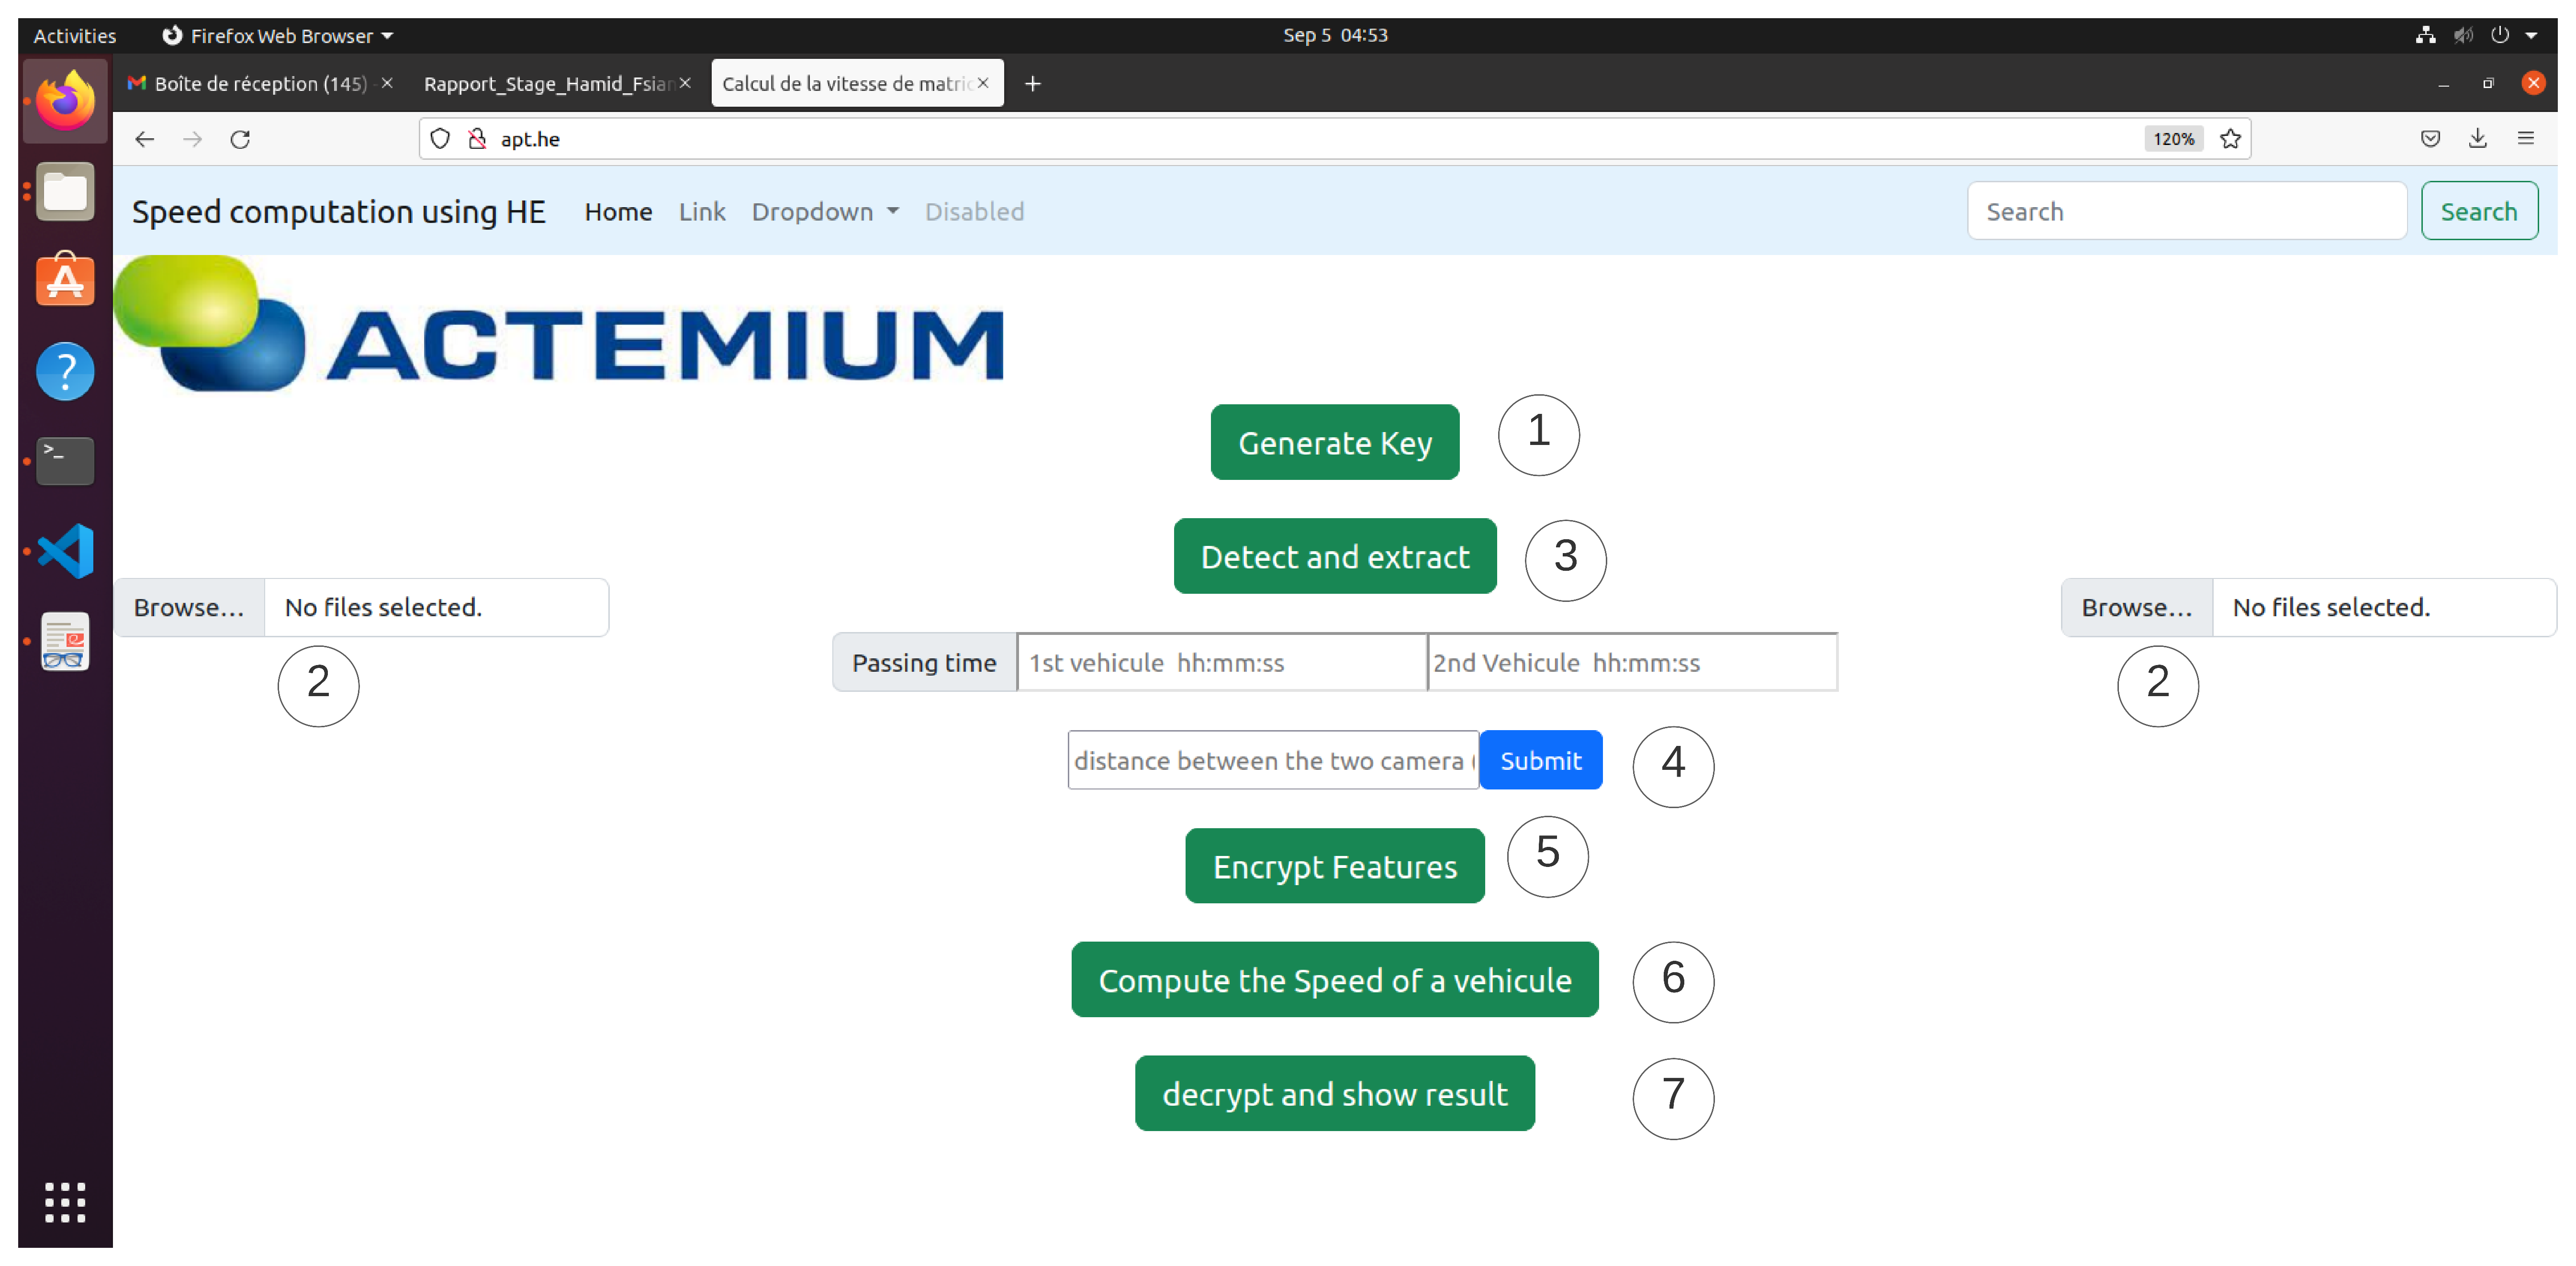 Activities Firefox Web Browser Sep 5 04:53
Boîte de réception (145) - Rapport_Stage_Hamid_Fsian Calcul de la vitesse de matric
apt.he 120%
Speed computation using HE Home Link Dropdown Disabled Search Search
ACTEMIUM
Generate Key 1
Detect and extract 3
Browse... No files selected. Browse... No files selected.
Passing time 1st vehicule hh:mm:ss 2nd Vehicule hh:mm:ss
2 2
distance between the two camera Submit 4
Encrypt Features 5
Compute the Speed of a vehicule 6
decrypt and show result 7